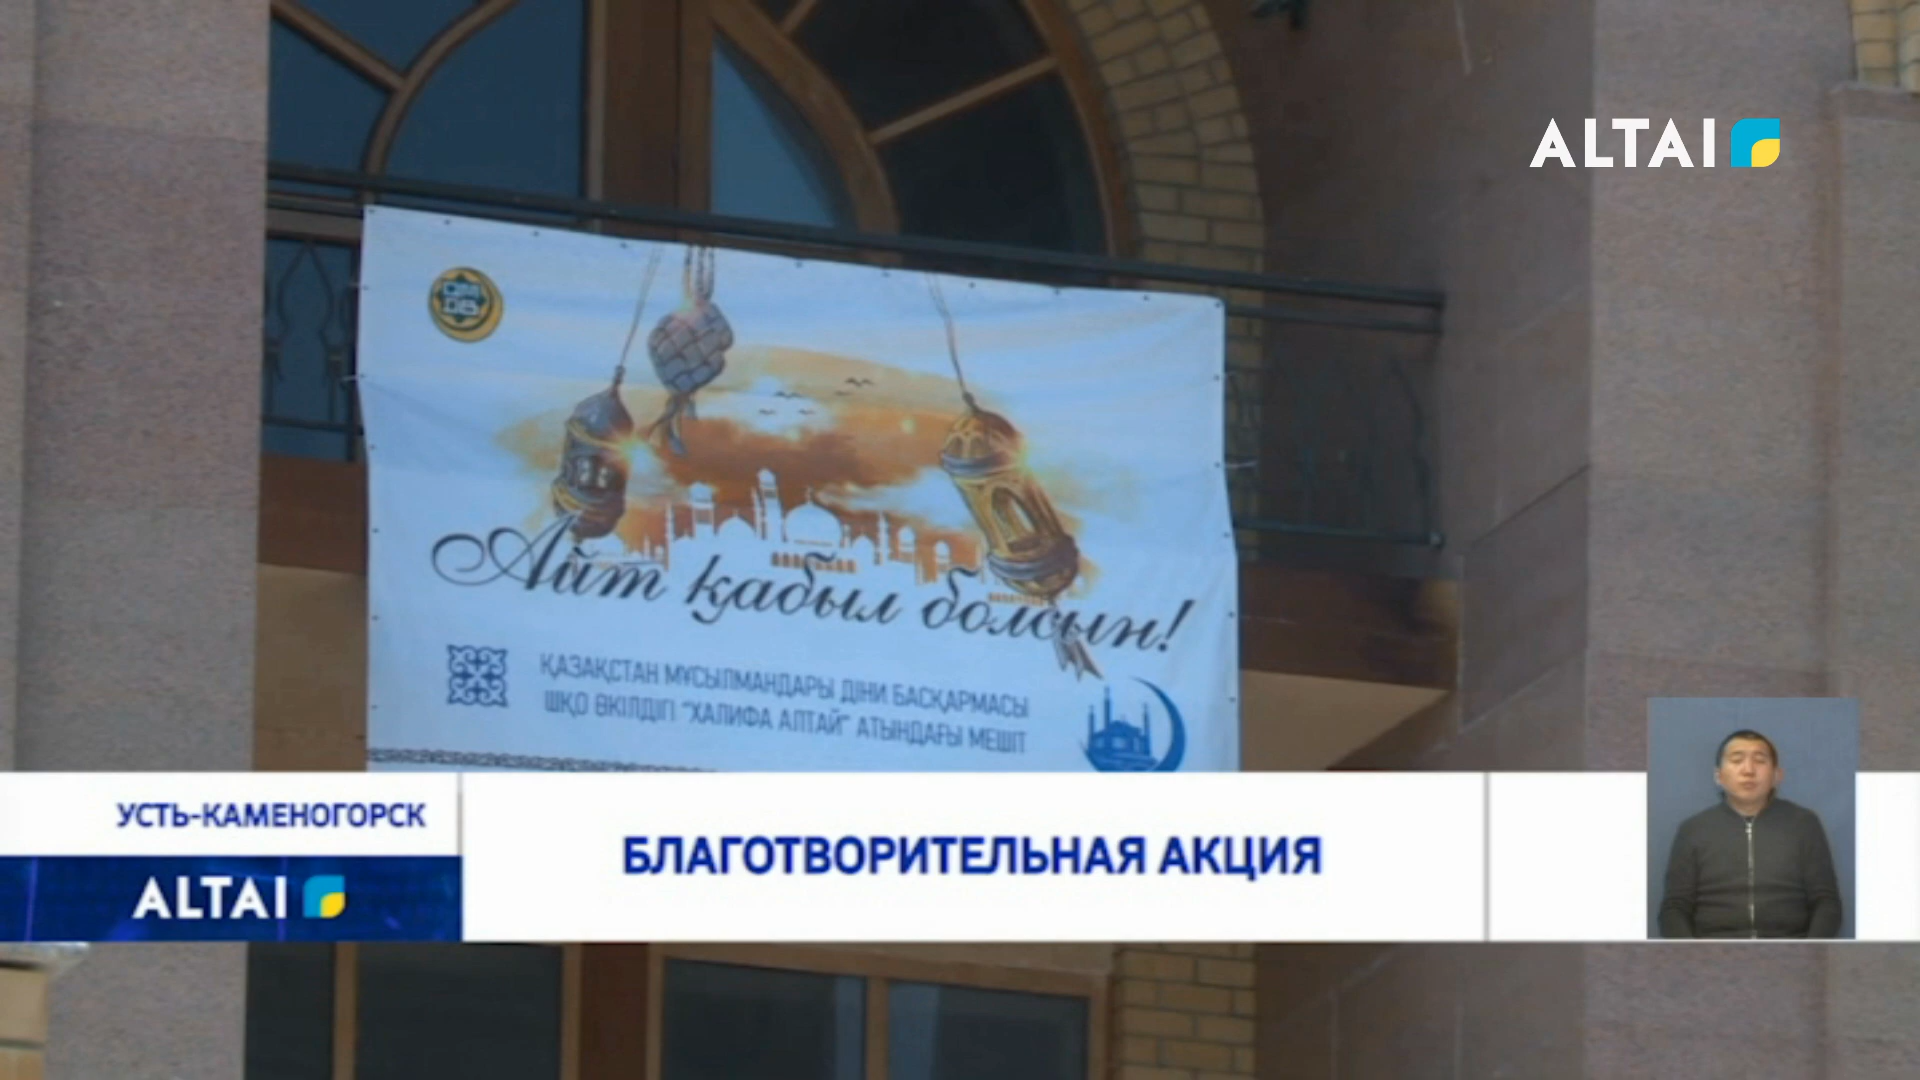 ALTAI
ҚМДБ
Айт қабыл болсын!
ҚАЗАҚСТАН МҰСЫЛМАНДАРЫ ДІНИ БАСҚАРМАСЫ
ШҚО ӨКІЛДІГІ "ХАЛИФА АЛТАЙ" АТЫНДАҒЫ МЕШІТ
УСТЬ-КАМЕНОГОРСК
ALTAI
БЛАГОТВОРИТЕЛЬНАЯ АКЦИЯ